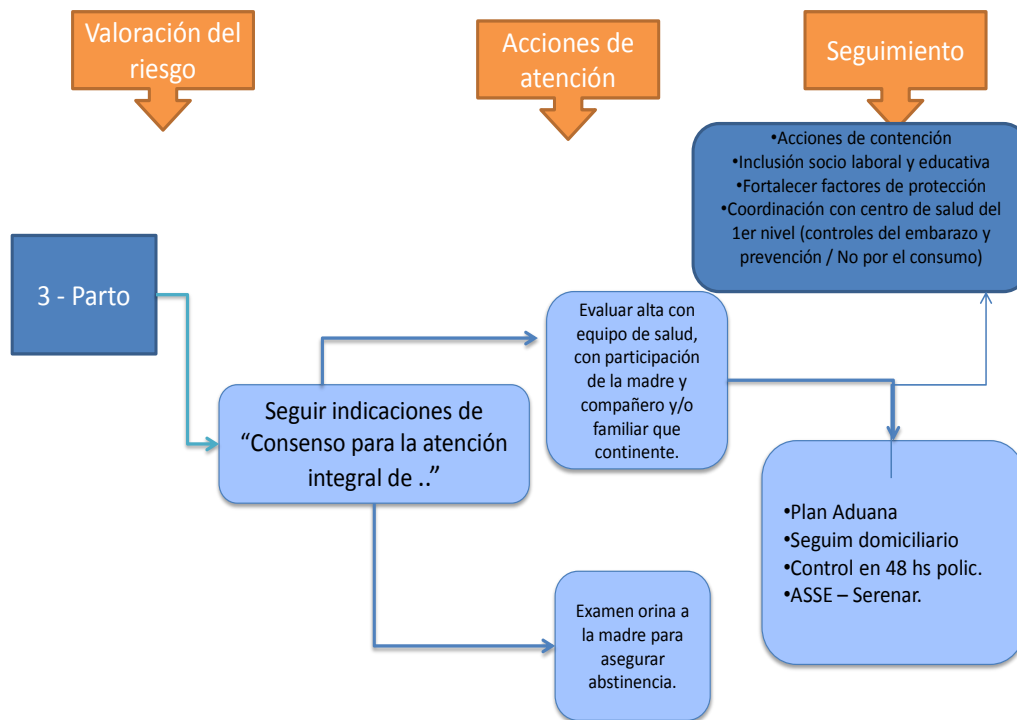 Valoración del
riesgo
Acciones de
atención
Seguimiento
•Acciones de contención
•Inclusión socio laboral y educativa
•Fortalecer factores de protección
•Coordinación con centro de salud del
1er nivel (controles del embarazo y
prevención / No por el consumo)
3 - Parto
Seguir indicaciones de
“Consenso para la atención
integral de ..”
Evaluar alta con
equipo de salud,
con participación
de la madre y
compañero y/o
familiar que
continente.
Examen orina a
la madre para
asegurar
abstinencia.
•Plan Aduana
•Seguim domiciliario
•Control en 48 hs polic.
•ASSE – Serenar.